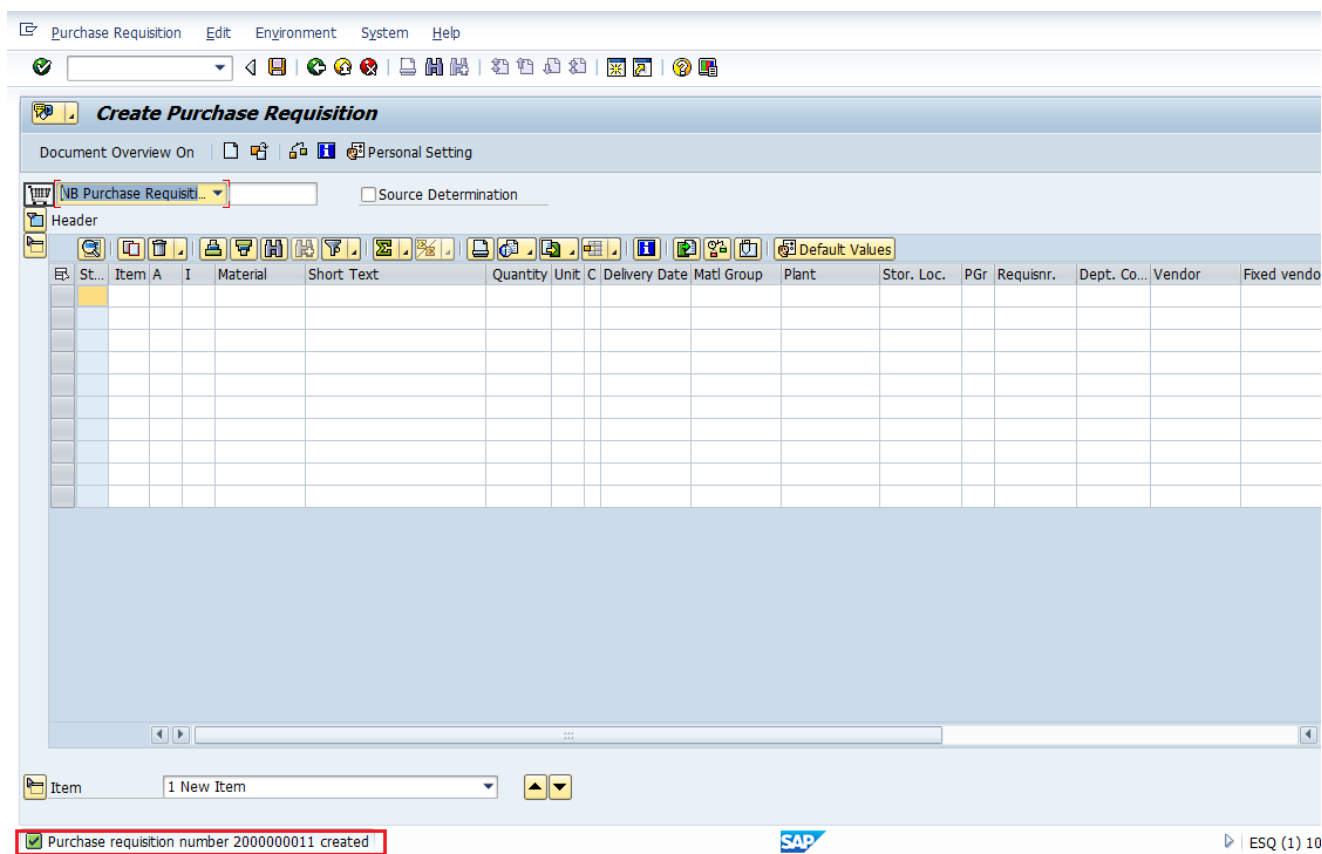 Purchase Requisition Edit Environment System Help
Create Purchase Requisition
Document Overview On Personal Setting
NB Purchase Requisiti... Source Determination
Header
Default Values
St... Item A I Material Short Text Quantity Unit C Delivery Date Matl Group Plant Stor. Loc. PGr Requisnr. Dept. Co... Vendor Fixed vendo
Item 1 New Item
Purchase requisition number 2000000011 created SAP ESQ (1) 10